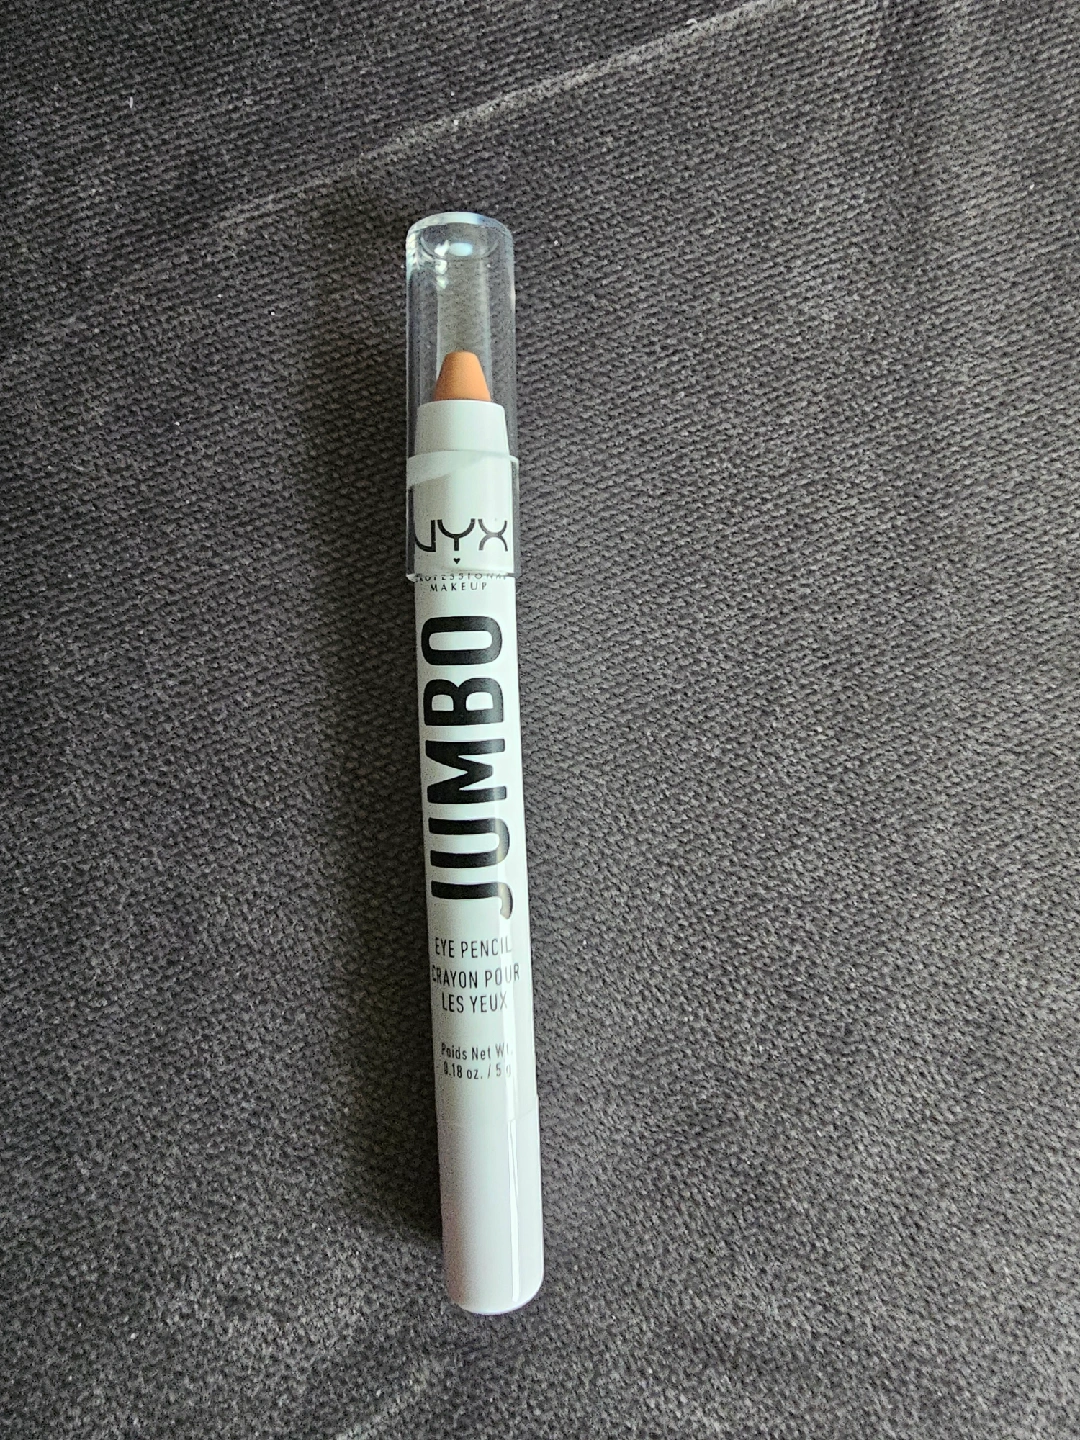 NYX
PROFESSIONAL
MAKEUP
JUMBO
EYE PENCIL
CRAYON POUR
LES YEUX
Poids Net Wt.
0.18 oz. / 5 g